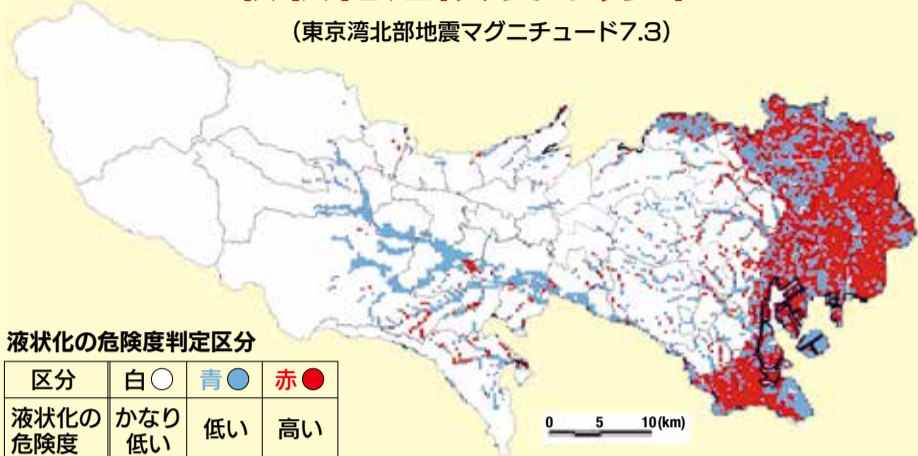 (東京湾北部地震マグニチュード7.3)
液状化の危険度判定区分
区分 白 青 赤
液状化の危険度 かなり低い 低い 高い
0 5 10(km)